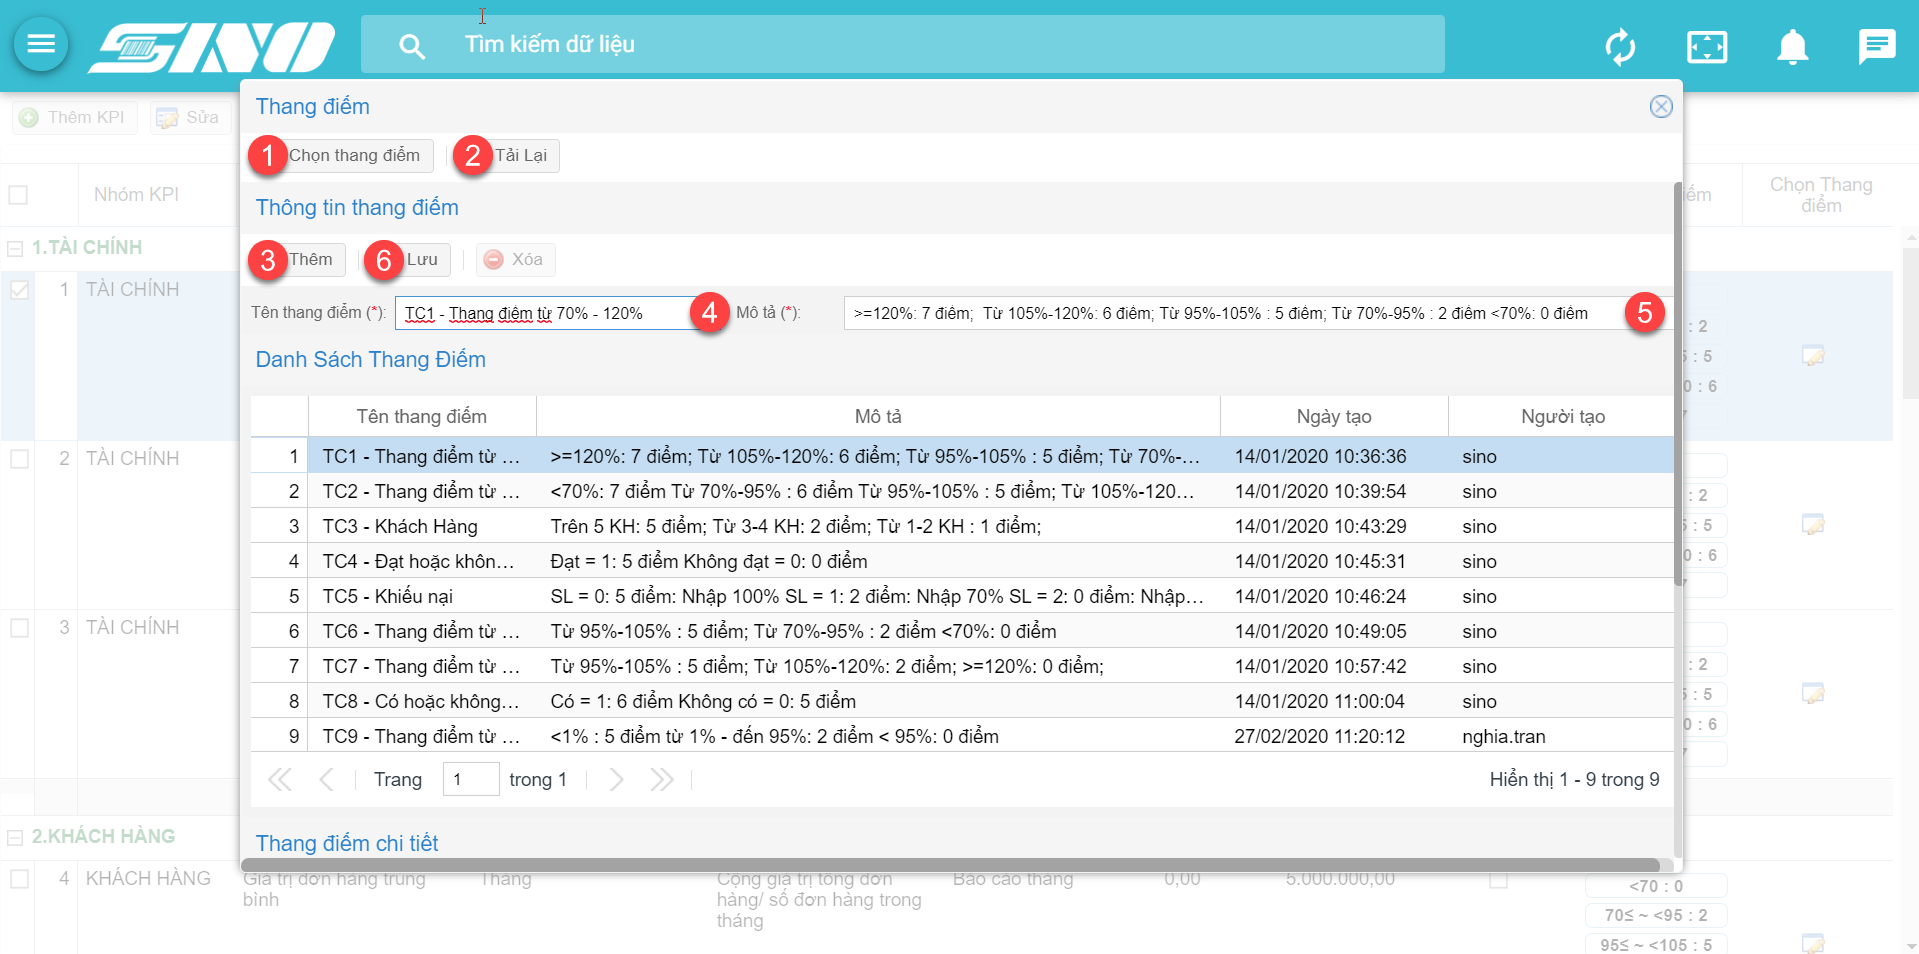 SINO
Tìm kiếm dữ liệu
Thêm KPI
Sửa
Thang điểm
1 Chọn thang điểm
2 Tải Lại
Nhóm KPI
Thông tin thang điểm
iểm
Chọn Thang
điểm
1.TÀI CHÍNH
3 Thêm
6 Lưu
Xóa
1 TÀI CHÍNH
Tên thang điểm (*): TC1 - Thang điểm từ 70% - 120% 4
Mô tả (*): >=120%: 7 điểm;  Từ 105%-120%: 6 điểm; Từ 95%-105% : 5 điểm; Từ 70%-95% : 2 điểm <70%: 0 điểm 5
: 2
5 : 5
0 : 6
Danh Sách Thang Điểm
Tên thang điểm Mô tả Ngày tạo Người tạo
1 TC1 - Thang điểm từ ... >=120%: 7 điểm; Từ 105%-120%: 6 điểm; Từ 95%-105% : 5 điểm; Từ 70%-... 14/01/2020 10:36:36 sino
2 TÀI CHÍNH
2 TC2 - Thang điểm từ ... <70%: 7 điểm Từ 70%-95% : 6 điểm Từ 95%-105% : 5 điểm; Từ 105%-120... 14/01/2020 10:39:54 sino
: 2
3 TC3 - Khách Hàng Trên 5 KH: 5 điểm; Từ 3-4 KH: 2 điểm; Từ 1-2 KH : 1 điểm; 14/01/2020 10:43:29 sino
5 : 5
4 TC4 - Đạt hoặc khôn... Đạt = 1: 5 điểm Không đạt = 0: 0 điểm 14/01/2020 10:45:31 sino
0 : 6
5 TC5 - Khiếu nại SL = 0: 5 điểm: Nhập 100% SL = 1: 2 điểm: Nhập 70% SL = 2: 0 điểm: Nhập... 14/01/2020 10:46:24 sino
3 TÀI CHÍNH
6 TC6 - Thang điểm từ ... Từ 95%-105% : 5 điểm; Từ 70%-95% : 2 điểm <70%: 0 điểm 14/01/2020 10:49:05 sino
7 TC7 - Thang điểm từ ... Từ 95%-105% : 5 điểm; Từ 105%-120%: 2 điểm; >=120%: 0 điểm; 14/01/2020 10:57:42 sino
: 2
8 TC8 - Có hoặc không... Có = 1: 6 điểm Không có = 0: 5 điểm 14/01/2020 11:00:04 sino
5 : 5
9 TC9 - Thang điểm từ ... <1% : 5 điểm từ 1% - đến 95%: 2 điểm < 95%: 0 điểm 27/02/2020 11:20:12 nghia.tran
0 : 6
Trang 1 trong 1
Hiển thị 1 - 9 trong 9
2.KHÁCH HÀNG
Thang điểm chi tiết
4 KHÁCH HÀNG
Giá trị đơn hàng trung
bình
Tháng
Cộng giá trị tổng đơn
hàng/ số đơn hàng trong
tháng
Báo cáo tháng
0,00
5.000.000,00
<70 : 0
70≤ ~ <95 : 2
95≤ ~ <105 : 5